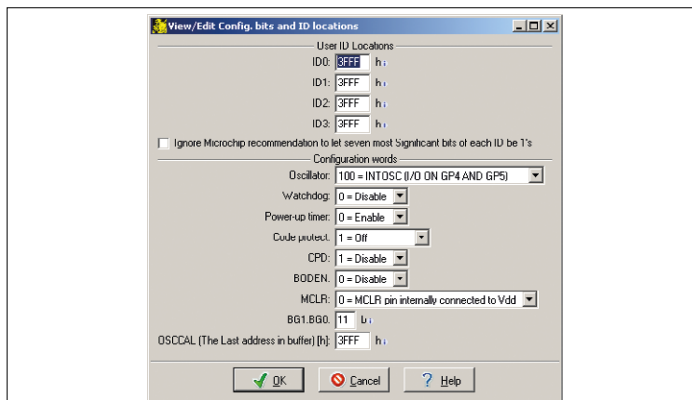 View/Edit Config. bits and ID locations
User ID Locations
ID0: 3FFF h
ID1: 3FFF h
ID2: 3FFF h
ID3: 3FFF h
Ignore Microchip recommendation to let seven most Significant bits of each ID be 1's
Configuration words
Oscillator: 100 = INTOSC (I/O ON GP4 AND GP5)
Watchdog: 0 = Disable
Power-up timer: 0 = Enable
Code protect: 1 = Off
CPD: 1 = Disable
BODEN: 0 = Disable
MCLR: 0 = MCLR pin internally connected to Vdd
BG1.BG0. 11 b
OSCCAL (The Last address in buffer) [h]: 3FFF h
OK Cancel ? Help